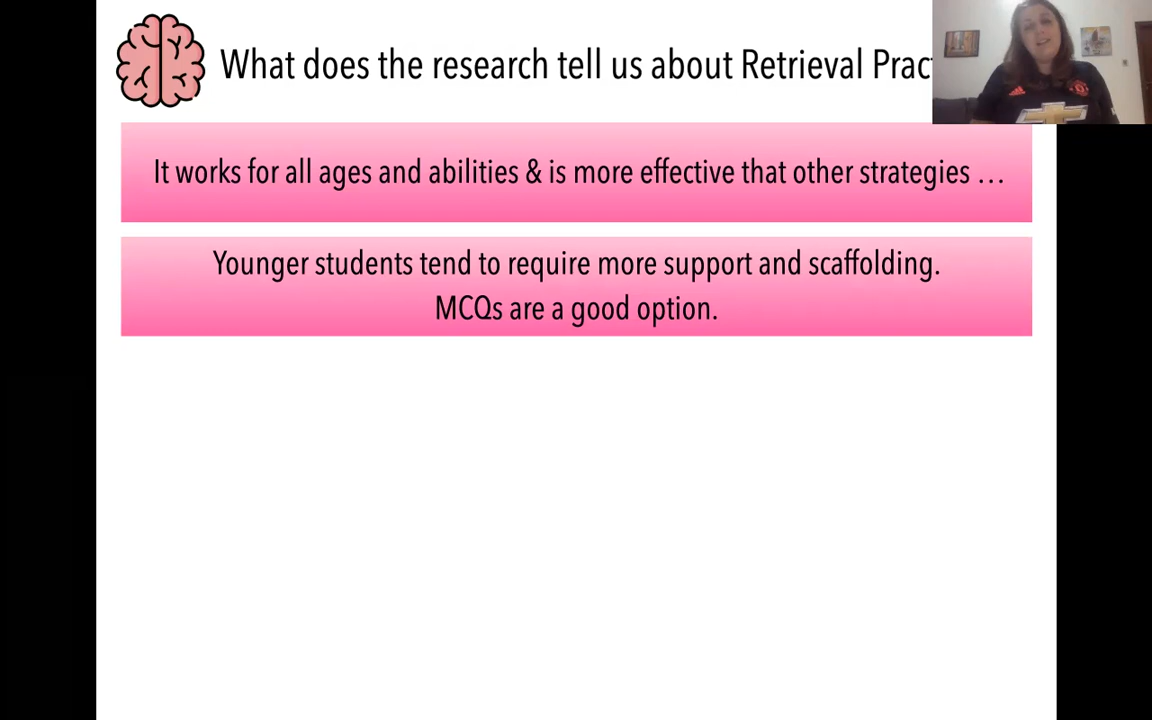 What does the research tell us about Retrieval Prac
It works for all ages and abilities & is more effective that other strategies …
Younger students tend to require more support and scaffolding.
MCQs are a good option.